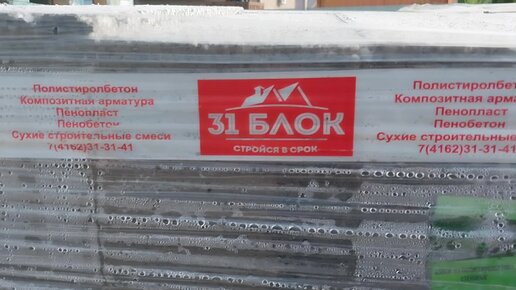 Полистиролбетон
Композитная арматура
Пенопласт
Пенобетон
Сухие строительные смеси
7(4162)31-31-41
31 БЛОК
СТРОЙСЯ В СРОК
Полистиролбет
Композитная арма
Пенопласт
Пенобетон
Сухие строительные
7(4162)31-31-41